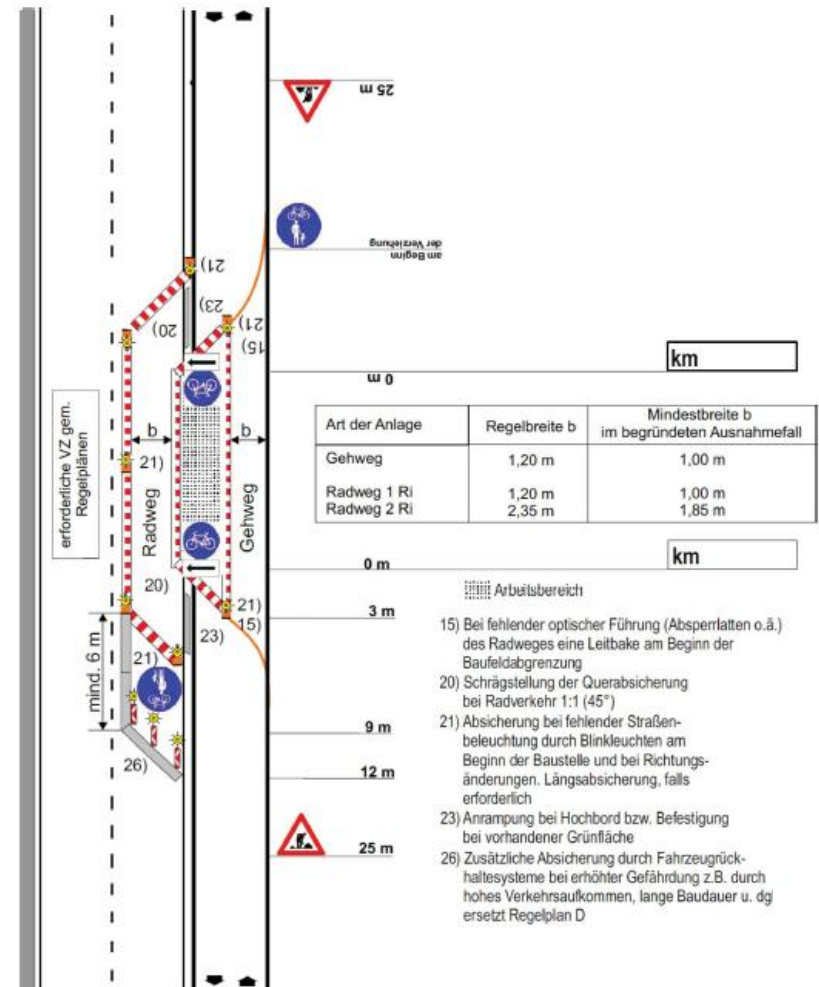 25 m
am Beginn
der Verziehung
21)
23)
20)
21)
15)
0 m
km
erforderliche VZ gem.
Regelplänen
b
21)
Radweg
b
Gehweg
Art der Anlage Regelbreite b Mindestbreite b
im begründeten Ausnahmefall
Gehweg 1,20 m 1,00 m
Radweg 1 Ri 1,20 m 1,00 m
Radweg 2 Ri 2,35 m 1,85 m
km
0 m
20)
21)
15)
3 m
23)
mind. 6 m
21)
9 m
26)
12 m
25 m
Arbeitsbereich
15) Bei fehlender optischer Führung (Absperrlatten o.ä.)
des Radweges eine Leitbake am Beginn der
Baufeldabgrenzung
20) Schrägstellung der Querabsicherung
bei Radverkehr 1:1 (45°)
21) Absicherung bei fehlender Straßen-
beleuchtung durch Blinkleuchten am
Beginn der Baustelle und bei Richtungs-
änderungen. Längsabsicherung, falls
erforderlich
23) Anrampung bei Hochbord bzw. Befestigung
bei vorhandener Grünfläche
26) Zusätzliche Absicherung durch Fahrzeugrück-
haltesysteme bei erhöhter Gefährdung z.B. durch
hohes Verkehrsaufkommen, lange Baudauer u. dgl
ersetzt Regelplan D